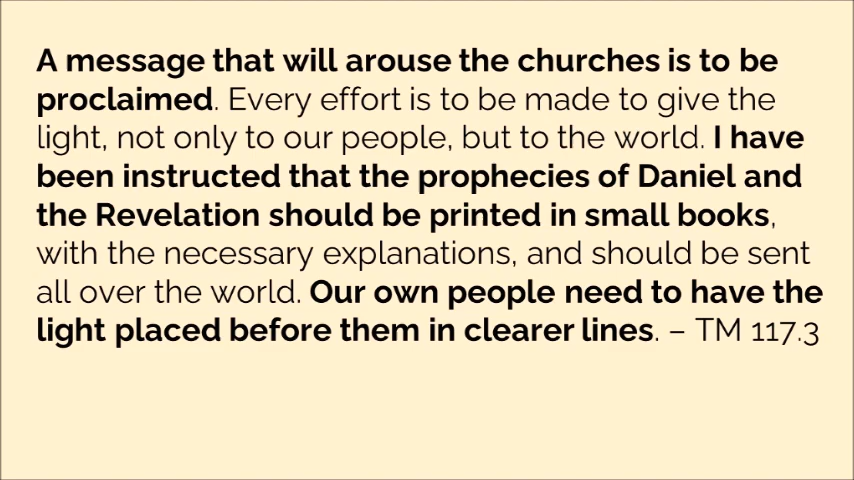 A message that will arouse the churches is to be
proclaimed. Every effort is to be made to give the
light, not only to our people, but to the world. I have
been instructed that the prophecies of Daniel and
the Revelation should be printed in small books,
with the necessary explanations, and should be sent
all over the world. Our own people need to have the
light placed before them in clearer lines. – TM 117.3